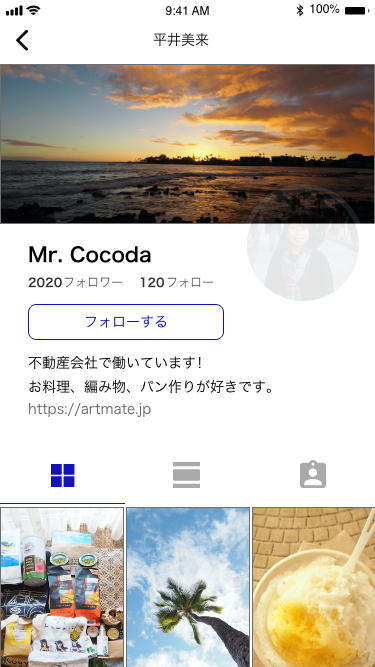 9:41 AM
100%
平井美来
Mr. Cocoda
2020フォロワー 120フォロー
フォローする
不動産会社で働いています!
お料理、編み物、パン作りが好きです。
https://artmate.jp